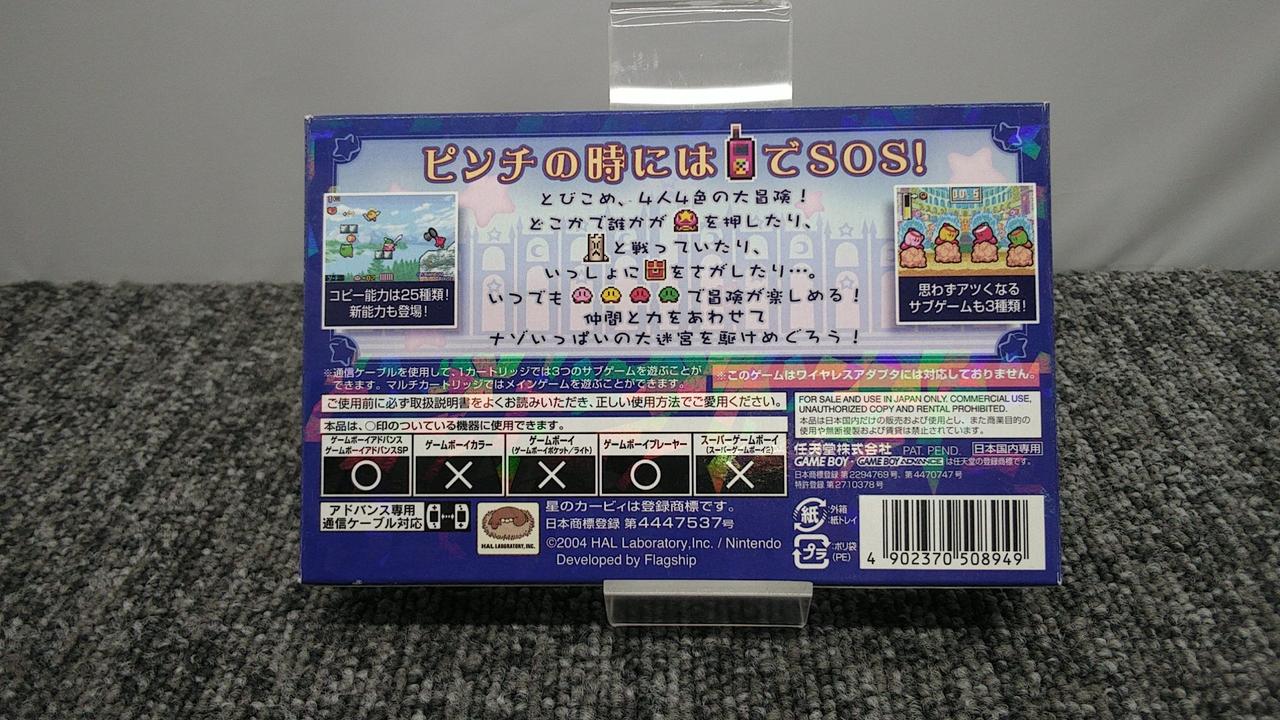 ピンチの時にはでSOS!
とびこめ、4人4色の大冒険！
どこかで誰かがを押したり、
と戦っていたり、
いっしょにをさがしたり…。
いつでもで冒険が楽しめる！
仲間と力をあわせて
ナゾいっぱいの大迷宮を駆けめぐろう！
コピー能力は25種類！
新能力も登場！
思わずアツくなる
サブゲームも3種類！
※通信ケーブルを使用して、1カートリッジでは3つのサブゲームを遊ぶことが
できます。マルチカートリッジではメインゲームを遊ぶことができます。
※このゲームはワイヤレスアダプタには対応しておりません。
ご使用前に必ず取扱説明書をよくお読みいただき、正しい使用方法でご愛用ください。
本品は、○印のついている機器に使用できます。
ゲームボーイアドバンス
ゲームボーイアドバンスSP
○
ゲームボーイカラー
×
ゲームボーイ
(ゲームボーイポケット/ライト)
×
ゲームボーイプレーヤー
○
スーパーゲームボーイ
(スーパーゲームボーイ2)
×
FOR SALE AND USE IN JAPAN ONLY. COMMERCIAL USE,
UNAUTHORIZED COPY AND RENTAL PROHIBITED.
本品は日本国内だけの販売および使用とし、また商業目的の
使用や無断複製および賃貸は禁止されています。
任天堂株式会社 PAT. PEND. 日本国内専用
GAME BOY・GAME BOY ADVANCE は任天堂の登録商標です。
日本商標登録 第2294769号、第4470747号
特許登録 第2710378号
アドバンス専用
通信ケーブル対応
HAL LABORATORY, INC.
星のカービィは登録商標です。
日本商標登録 第4447537号
©2004 HAL Laboratory,Inc. / Nintendo
Developed by Flagship
紙
:外箱
紙トレイ
プラ
:ポリ袋
(PE)
4 902370 508949